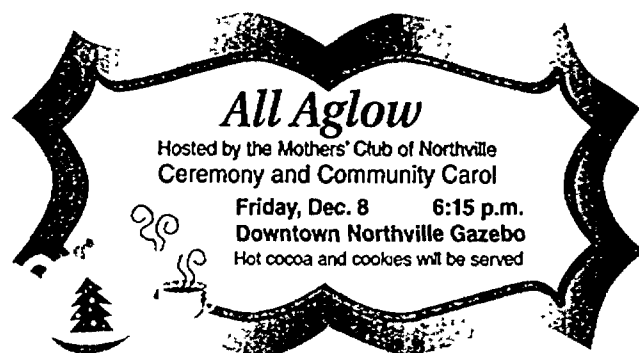 All Aglow
Hosted by the Mothers' Club of Northville
Ceremony and Community Carol
Friday, Dec. 8 6:15 p.m.
Downtown Northville Gazebo
Hot cocoa and cookies will be served